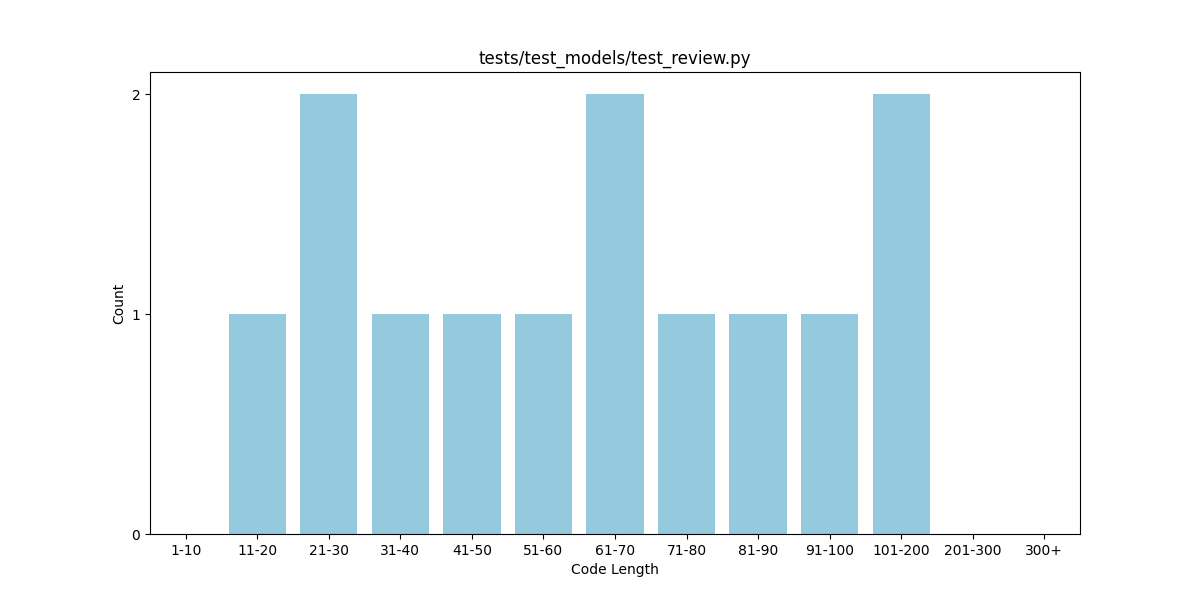 tests/test_models/test_review.py
Count
2
1
0
1-10 11-20 21-30 31-40 41-50 51-60 61-70 71-80 81-90 91-100 101-200 201-300 300+
Code Length